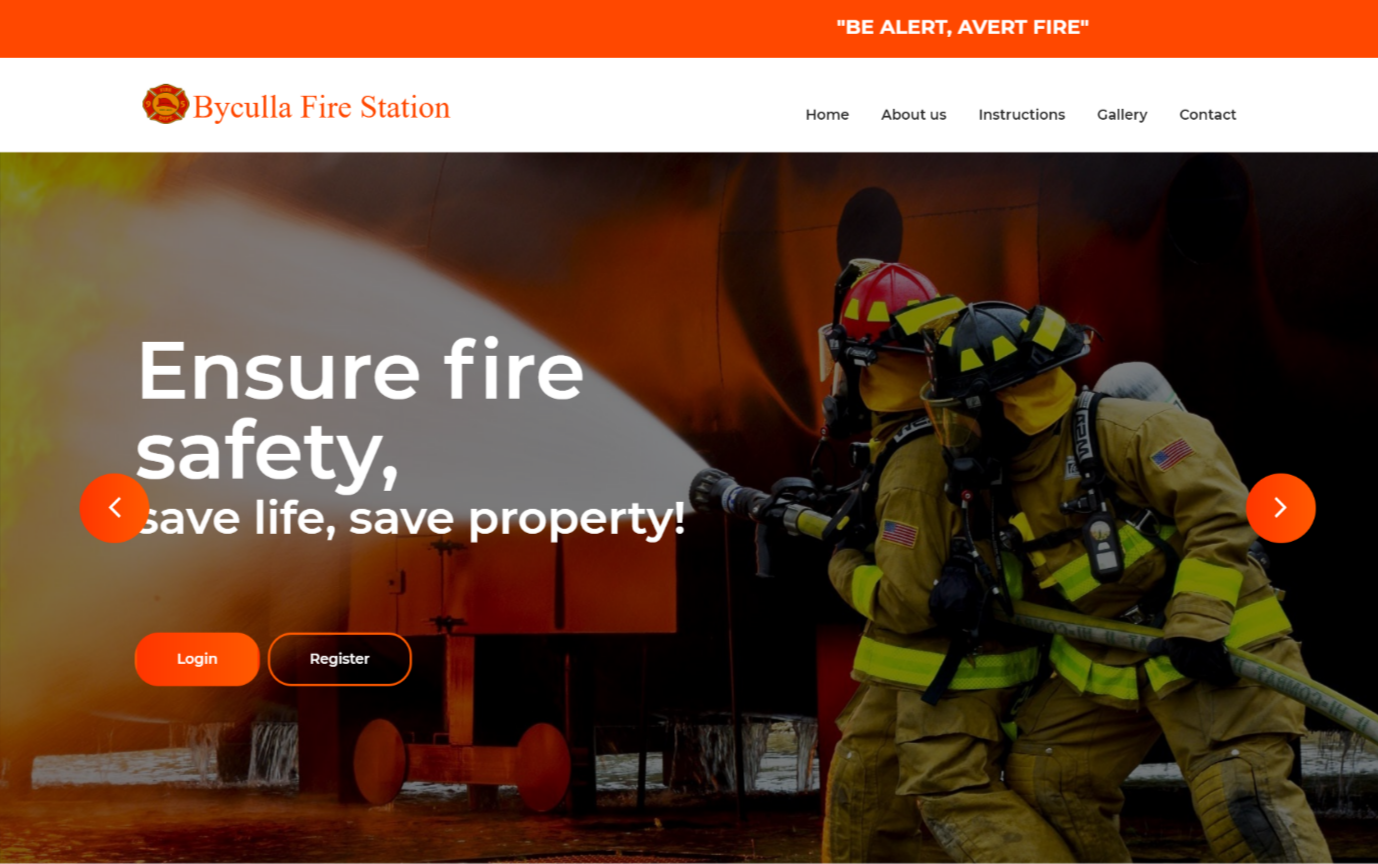 "BE ALERT, AVERT FIRE"
Byculla Fire Station
Home About us Instructions Gallery Contact
Ensure fire
safety,
save life, save property!
Login Register